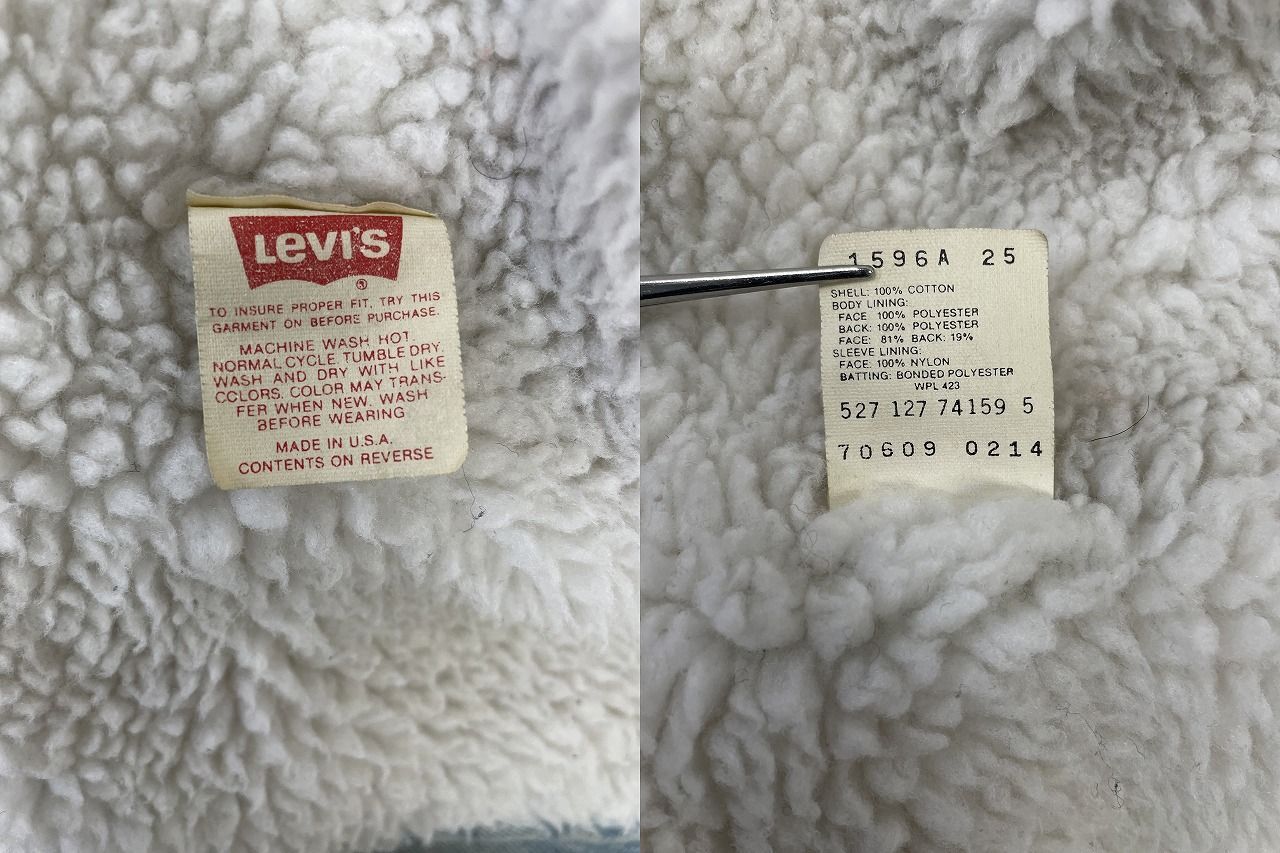 LEVI'S
®
TO INSURE PROPER FIT, TRY THIS
GARMENT ON BEFORE PURCHASE.
MACHINE WASH HOT
NORMAL CYCLE TUMBLE DRY.
WASH AND DRY WITH LIKE
COLORS. COLOR MAY TRANS-
FER WHEN NEW. WASH
BEFORE WEARING
MADE IN U.S.A.
CONTENTS ON REVERSE
1596A 25
SHELL: 100% COTTON
BODY LINING:
FACE: 100% POLYESTER
BACK: 100% POLYESTER
FACE: 81% BACK: 19%
SLEEVE LINING:
FACE: 100% NYLON
BATTING: BONDED POLYESTER
WPL 423
527 127 74159 5
70609 0214